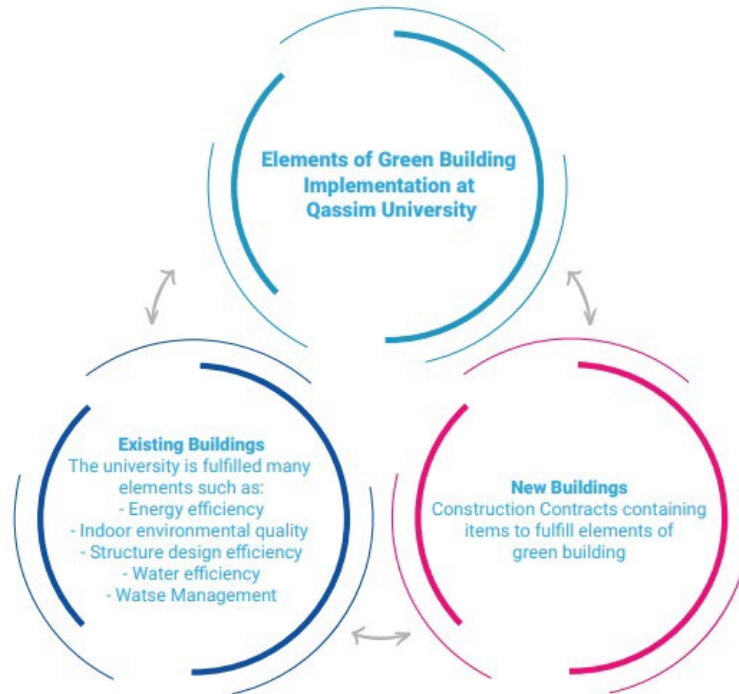 Elements of Green Building
Implementation at
Qassim University
Existing Buildings
The university is fulfilled many
elements such as:
- Energy efficiency
- Indoor environmental quality
- Structure design efficiency
- Water efficiency
- Watse Management
New Buildings
Construction Contracts containing
items to fulfill elements of
green building